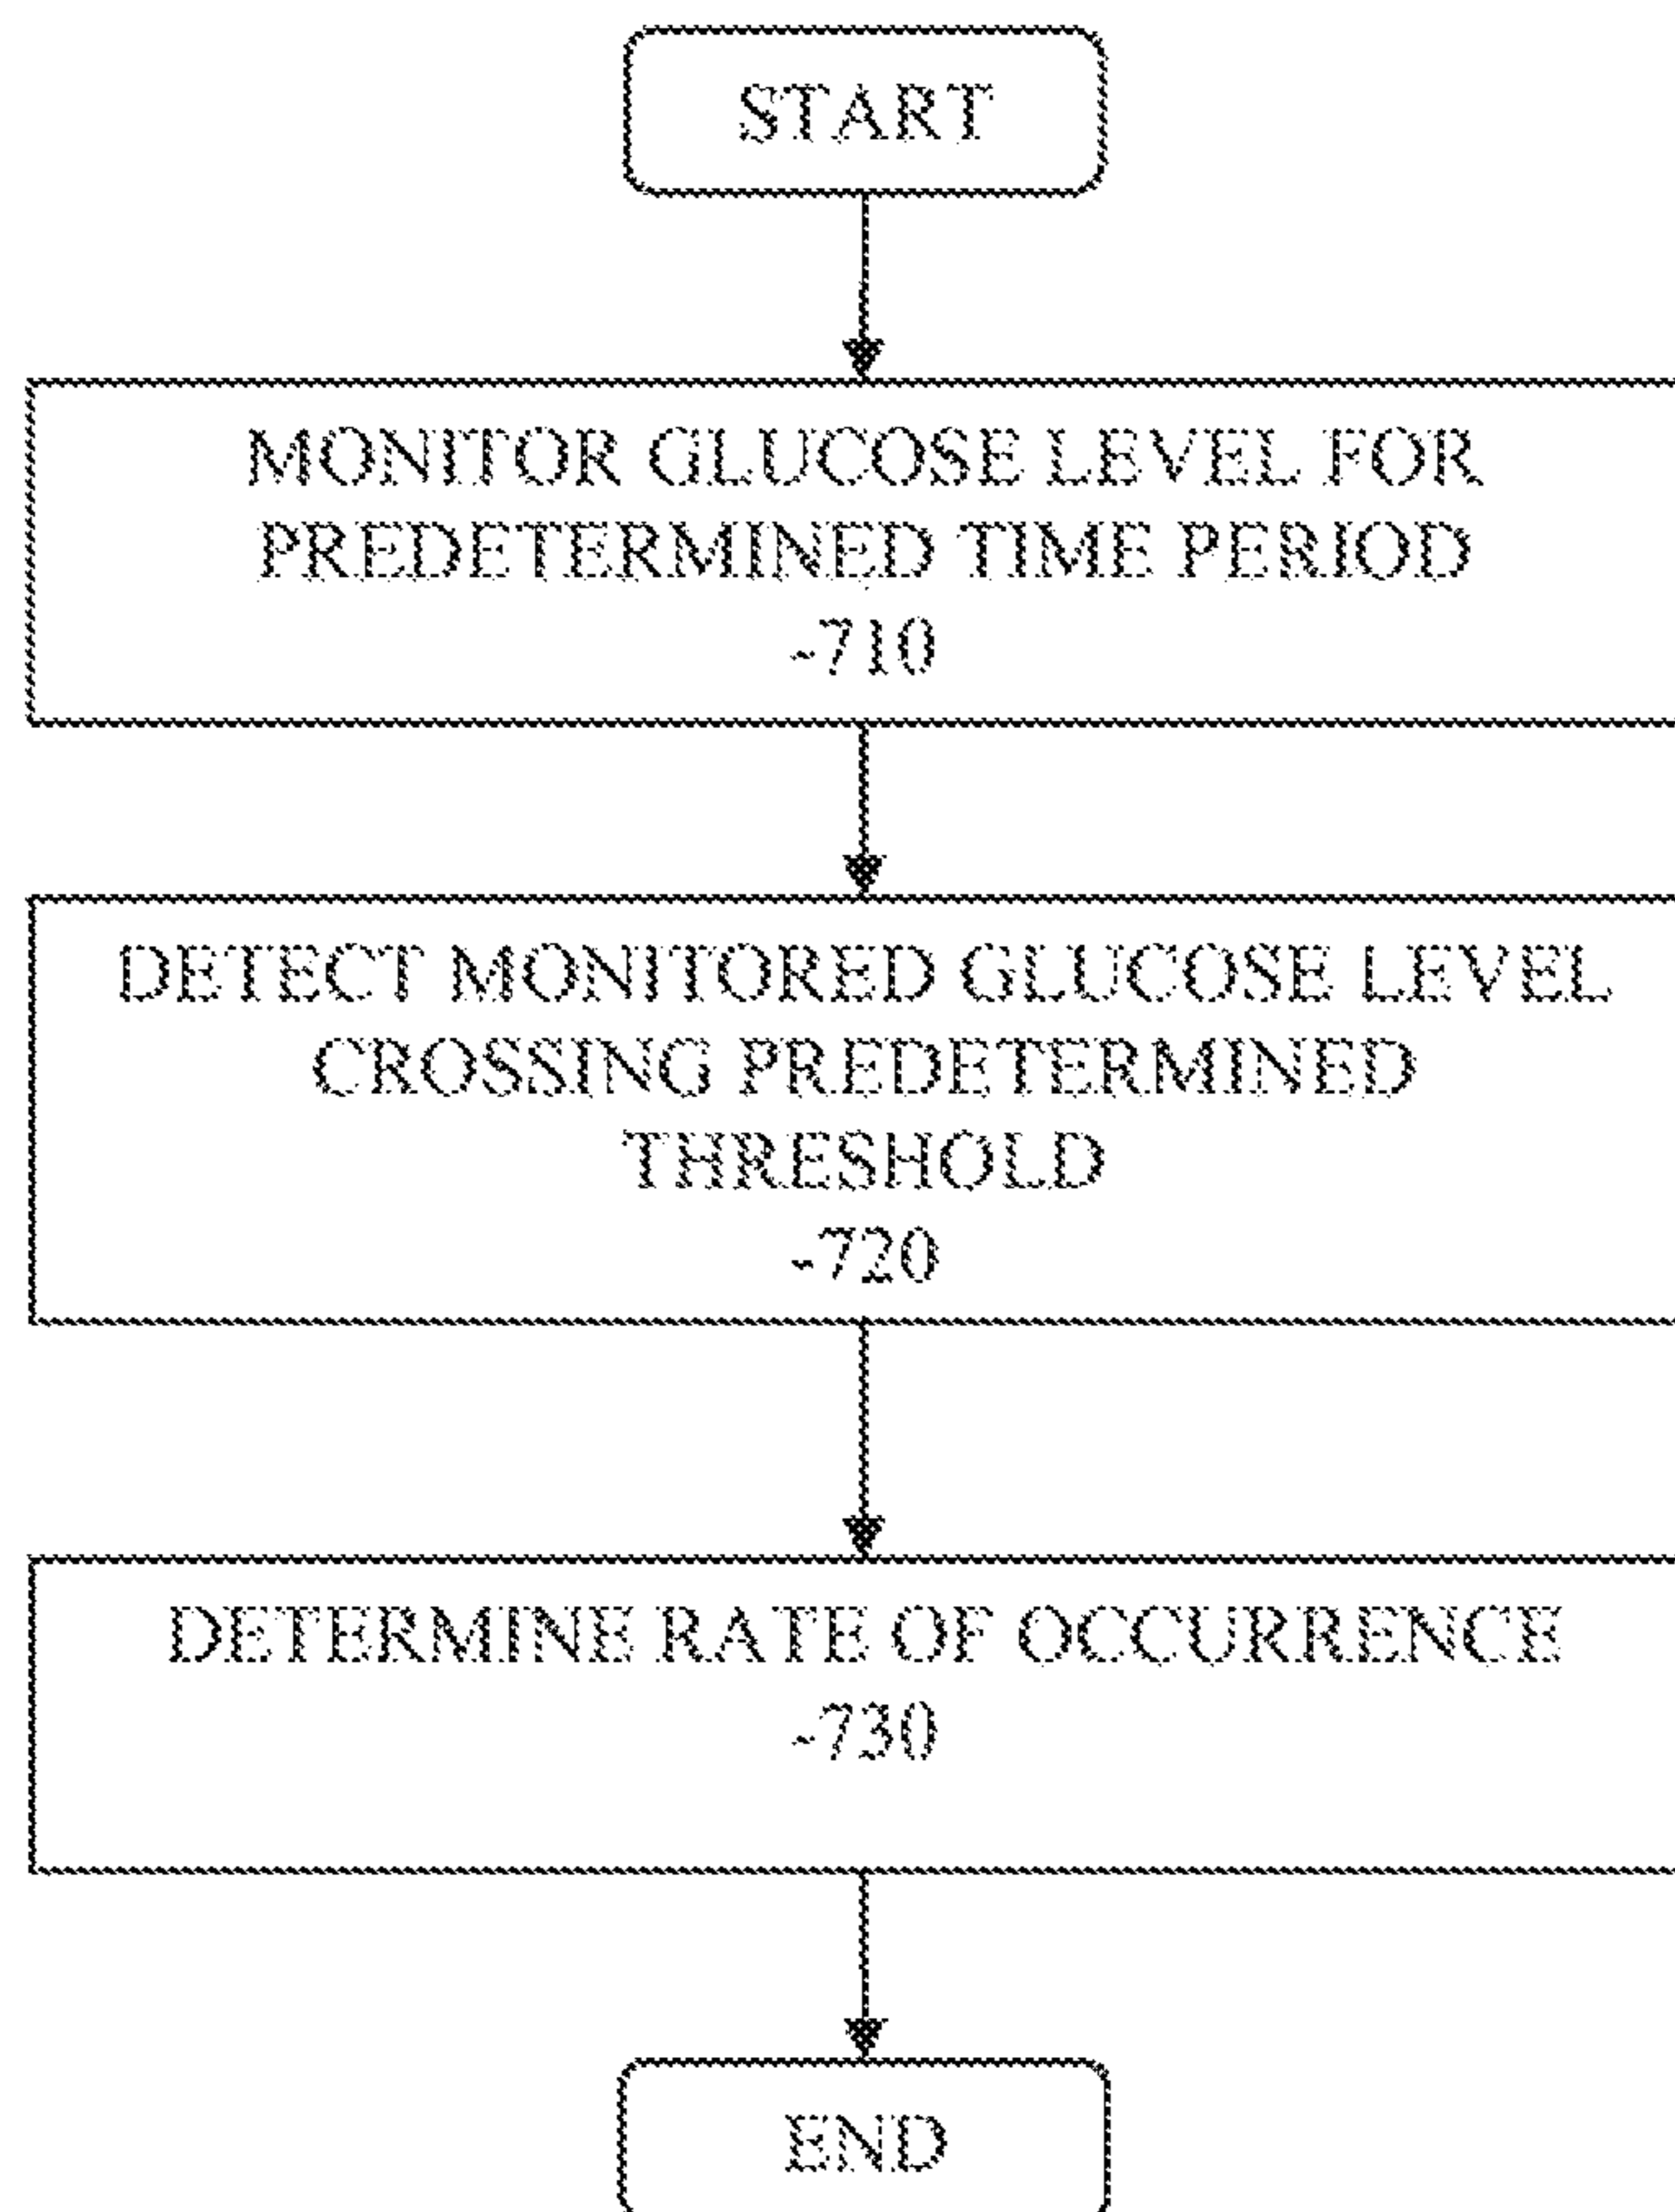 START
MONITOR GLUCOSE LEVEL FOR
PREDETERMINED TIME PERIOD
-710
DETECT MONITORED GLUCOSE LEVEL
CROSSING PREDETERMINED
THRESHOLD
-720
DETERMINE RATE OF OCCURRENCE
-730
END